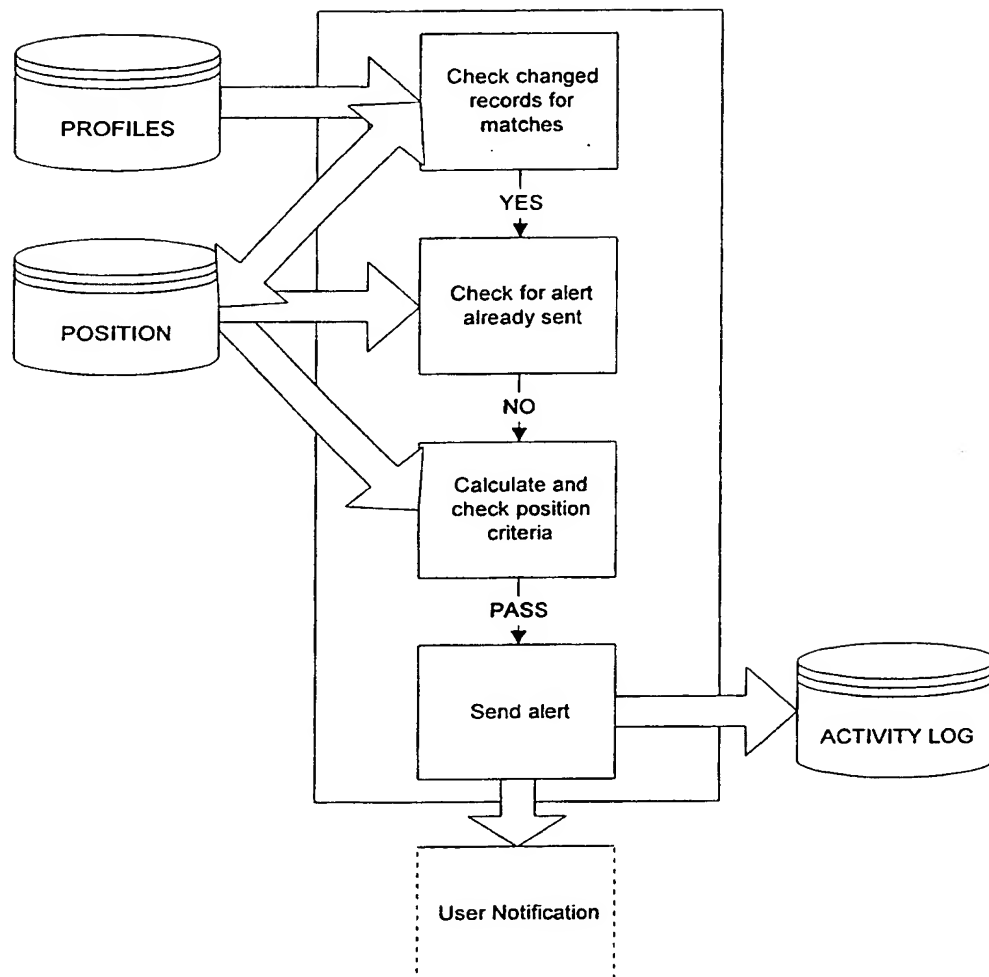 Check changed
records for
matches
PROFILES
YES
Check for alert
already sent
POSITION
NO
Calculate and
check position
criteria
PASS
Send alert
ACTIVITY LOG
User Notification